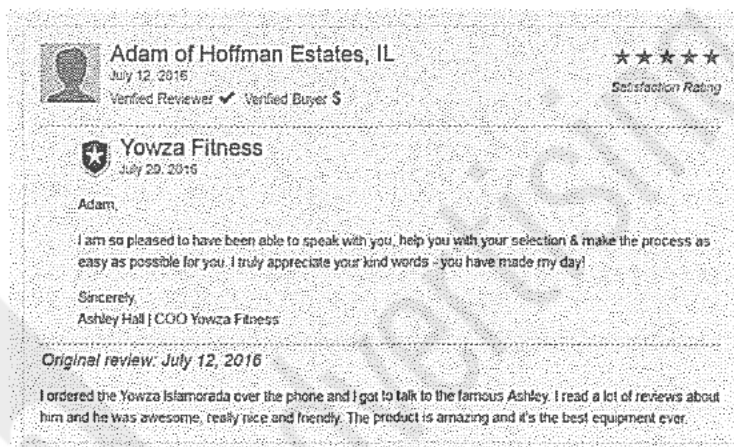 Adam of Hoffman Estates, IL
July 12, 2016
Verified Reviewer ✔ Verified Buyer $
★★★★★
Satisfaction Rating
Yowza Fitness
July 29, 2016
Adam,
I am so pleased to have been able to speak with you, help you with your selection & make the process as
easy as possible for you. I truly appreciate your kind words - you have made my day!
Sincerely,
Ashley Hall | COO Yowza Fitness
Original review: July 12, 2016
I ordered the Yowza Islamorada over the phone and I got to talk to the famous Ashley. I read a lot of reviews about
him and he was awesome, really nice and friendly. The product is amazing and it's the best equipment ever.